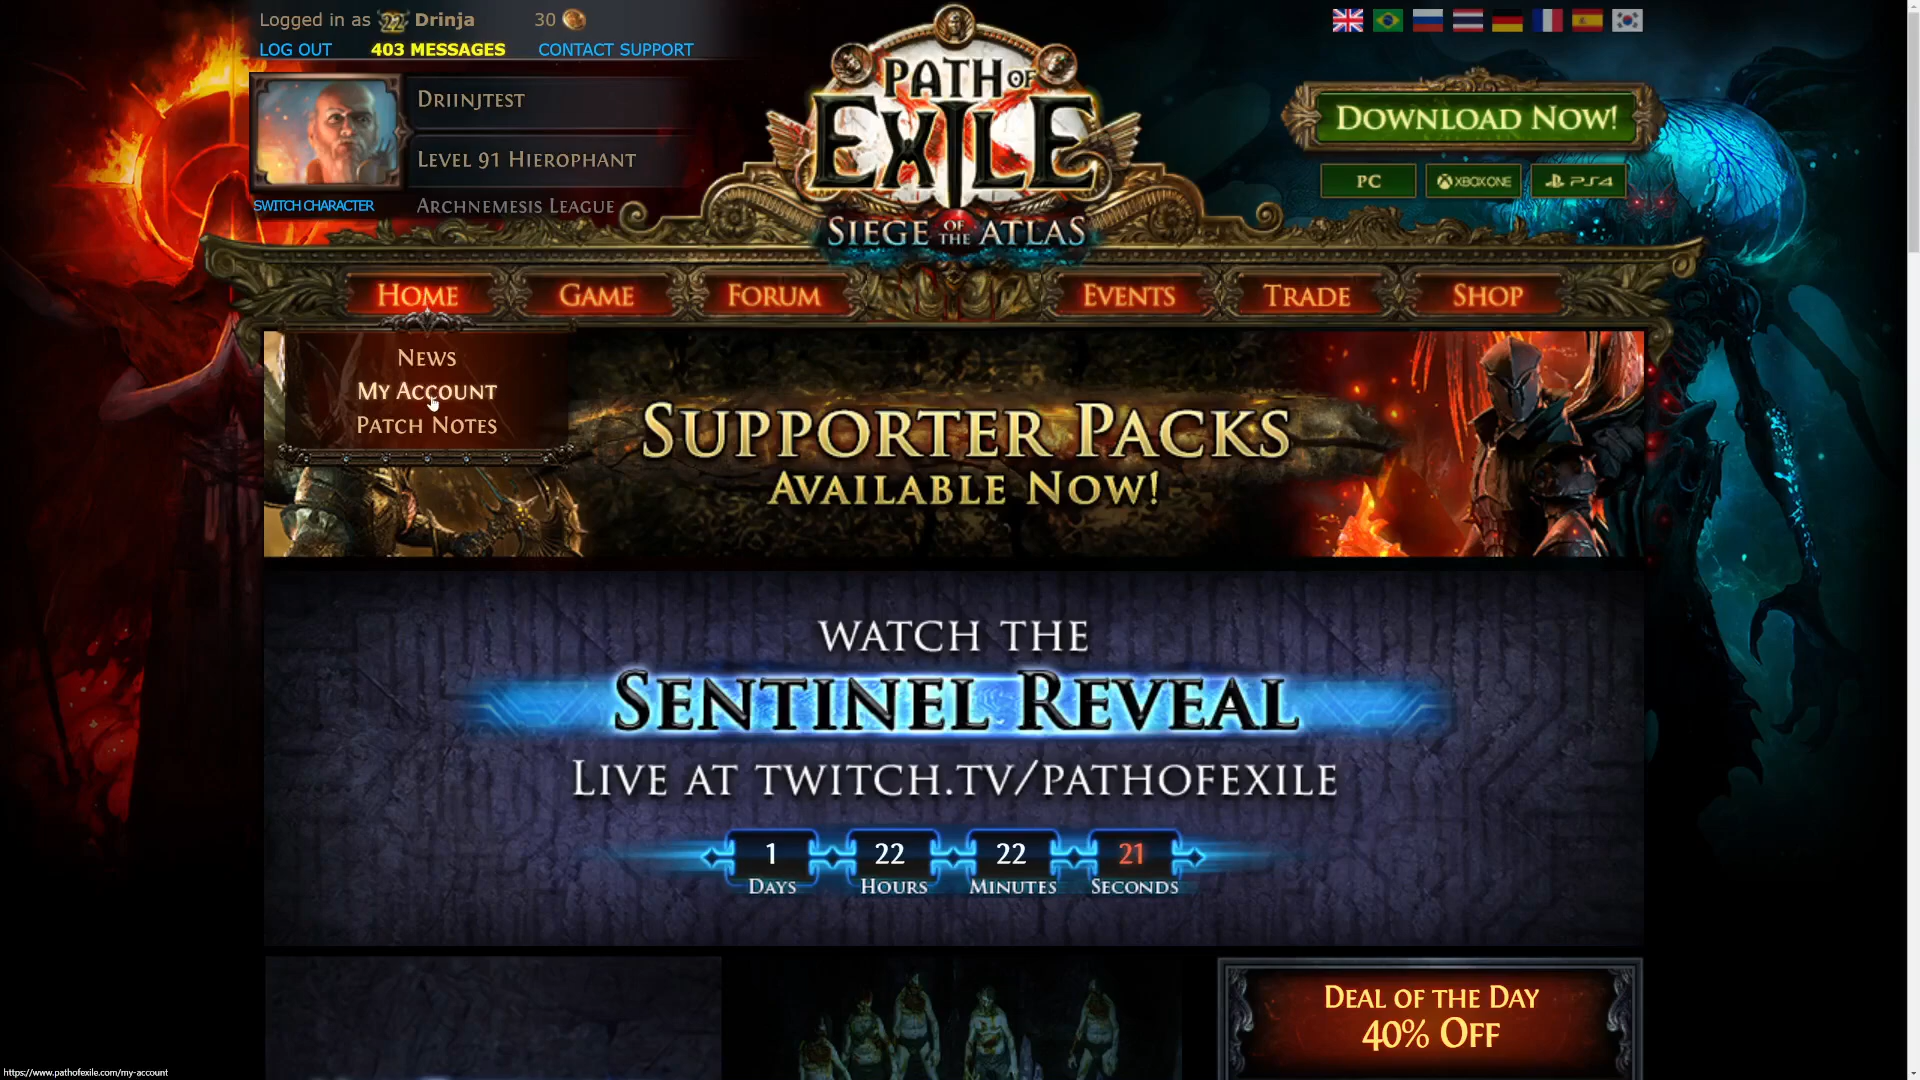 Logged in as Drinja 30
LOG OUT 403 MESSAGES CONTACT SUPPORT
DRIINJTEST
LEVEL 91 HIEROPHANT
SWITCH CHARACTER ARCHNEMESIS LEAGUE
PATH OF
EXILE
SIEGE OF THE ATLAS
DOWNLOAD NOW!
PC XBOX ONE PS4
HOME GAME FORUM EVENTS TRADE SHOP
NEWS
MY ACCOUNT
PATCH NOTES
SUPPORTER PACKS
AVAILABLE NOW!
WATCH THE
SENTINEL REVEAL
LIVE AT TWITCH.TV/PATHOFEXILE
1 22 22 21
DAYS HOURS MINUTES SECONDS
DEAL OF THE DAY
40% OFF
https://www.pathofexile.com/my-account